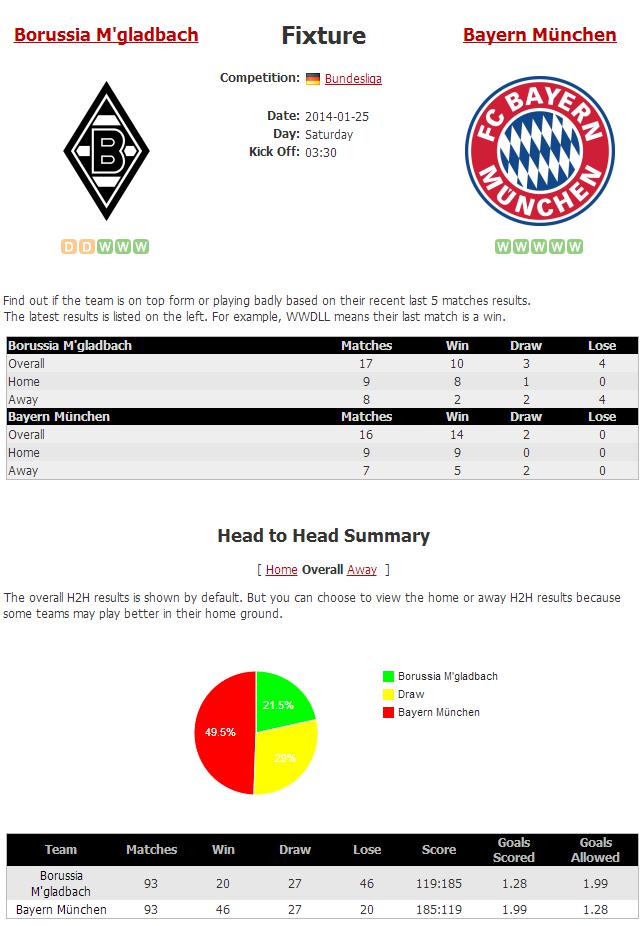 Borussia M'gladbach Fixture Bayern München
Competition: Bundesliga
Date: 2014-01-25
Day: Saturday
Kick Off: 03:30
B
FC BAYERN
MÜNCHEN
D D W W W
W W W W W
Find out if the team is on top form or playing badly based on their recent last 5 matches results.
The latest results is listed on the left. For example, WWDLL means their last match is a win.
Borussia M'gladbach Matches Win Draw Lose
Overall 17 10 3 4
Home 9 8 1 0
Away 8 2 2 4
Bayern München Matches Win Draw Lose
Overall 16 14 2 0
Home 9 9 0 0
Away 7 5 2 0
Head to Head Summary
[ Home Overall Away ]
The overall H2H results is shown by default. But you can choose to view the home or away H2H results because
some teams may play better in their home ground.
21.5%
49.5%
29%
Borussia M'gladbach
Draw
Bayern München
Team Matches Win Draw Lose Score Goals Scored Goals Allowed
Borussia M'gladbach 93 20 27 46 119:185 1.28 1.99
Bayern München 93 46 27 20 185:119 1.99 1.28